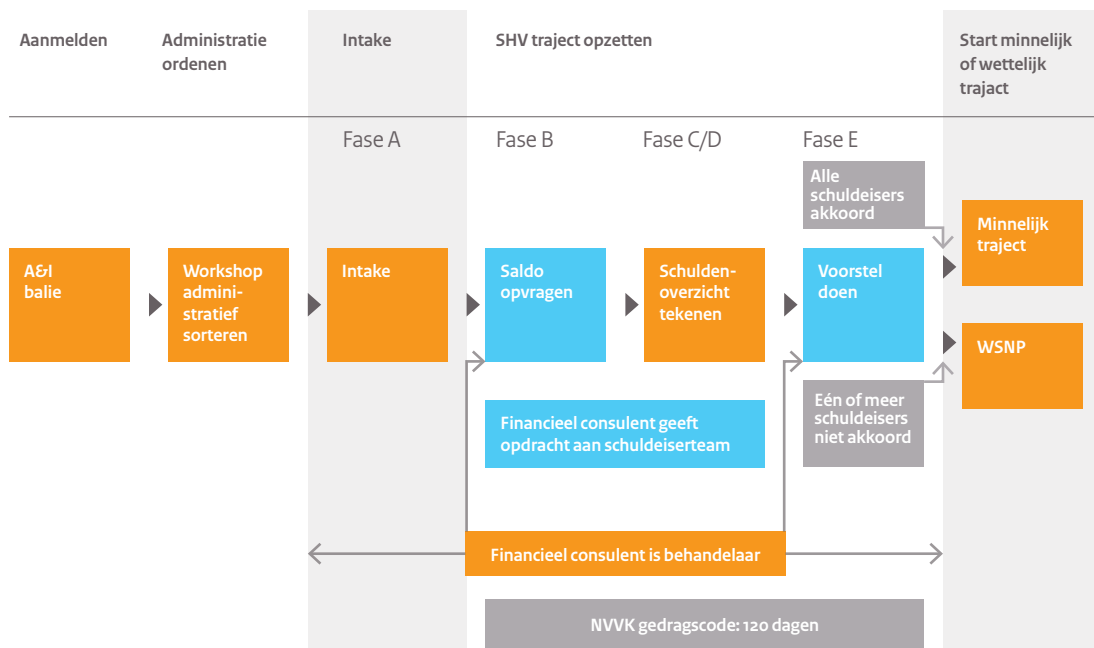 Aanmelden
Administratie
ordenen
Intake
SHV traject opzetten
Start minnelijk
of wettelijk
trajact
Fase A
Fase B
Fase C/D
Fase E
Alle
schuldeisers
akkoord
A&I
balie
Workshop
admini-
stratief
sorteren
Intake
Saldo
opvragen
Schulden-
overzicht
tekenen
Voorstel
doen
Minnelijk
traject
WSNP
Eén of meer
schuldeisers
niet akkoord
Financieel consulent geeft
opdracht aan schuldeiserteam
Financieel consulent is behandelaar
NVVK gedragscode: 120 dagen